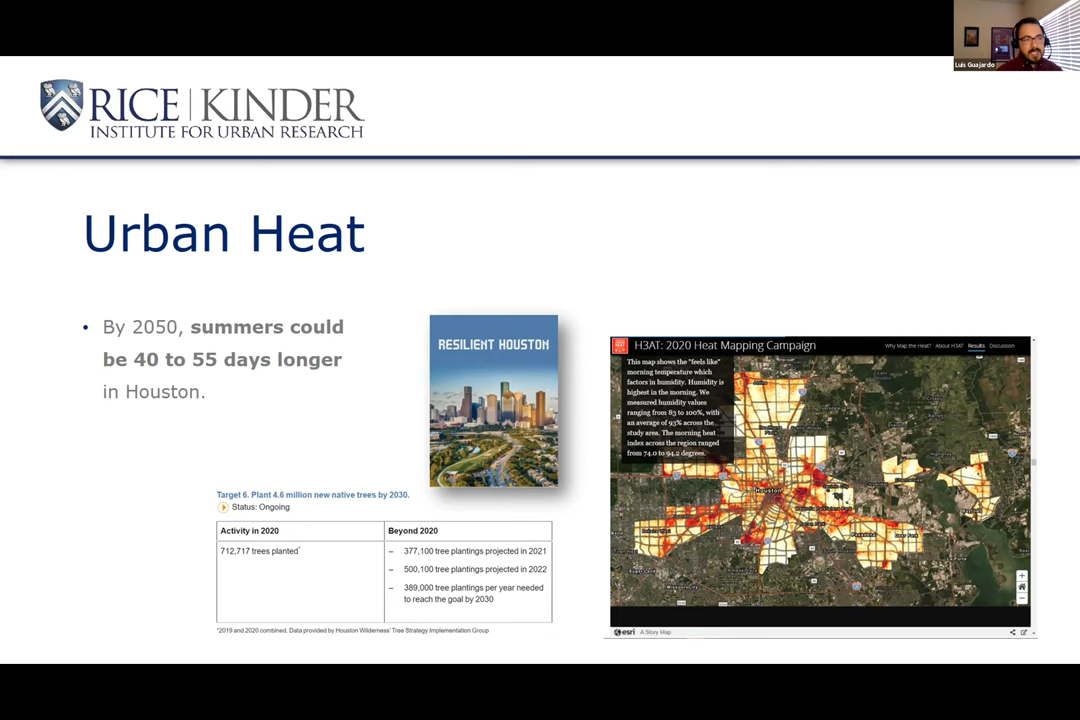 Luis Guajardo
RICE | KINDER
INSTITUTE FOR URBAN RESEARCH
Urban Heat
• By 2050, summers could
be 40 to 55 days longer
in Houston.
RESILIENT HOUSTON
Target 6. Plant 4.6 million new native trees by 2030.
Status: Ongoing
Activity in 2020
Beyond 2020
712,717 trees planted*
– 377,100 tree plantings projected in 2021
– 500,100 tree plantings projected in 2022
– 389,000 tree plantings per year needed
to reach the goal by 2030
*2019 and 2020 combined. Data provided by Houston Wilderness' Tree Strategy Implementation Group
H3AT: 2020 Heat Mapping Campaign
Why Map the Heat? About H3AT Results Discussion
This map shows the "feels like"
morning temperature which
factors in humidity. Humidity is
highest in the morning. We
measured humidity values
ranging from 83 to 100%, with
an average of 93% across the
study area. The morning heat
index across the region ranged
from 74.0 to 94.2 degrees.
Houston
Pasadena
Deer Park
Missouri City
esri A Story Map